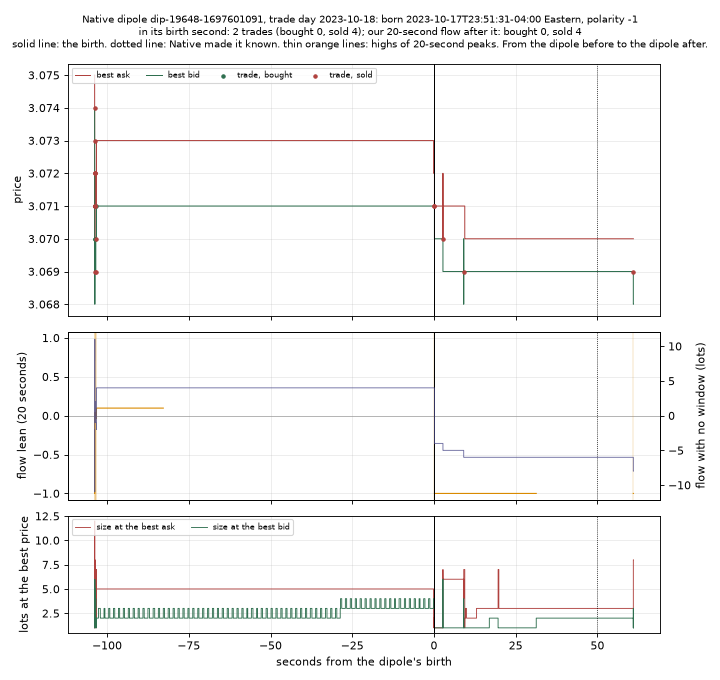 Native dipole dip-19648-1697601091, trade day 2023-10-18: born 2023-10-17T23:51:31-04:00 Eastern, polarity -1
in its birth second: 2 trades (bought 0, sold 4); our 20-second flow after it: bought 0, sold 4
solid line: the birth. dotted line: Native made it known. thin orange lines: highs of 20-second peaks. From the dipole before to the dipole after.
best ask
best bid
trade, bought
trade, sold
3.075
3.074
3.073
3.072
3.071
3.070
3.069
3.068
price
1.0
0.5
0.0
−0.5
−1.0
flow lean (20 seconds)
10
5
0
−5
−10
flow with no window (lots)
size at the best ask
size at the best bid
12.5
10.0
7.5
5.0
2.5
lots at the best price
−100
−75
−50
−25
0
25
50
seconds from the dipole's birth